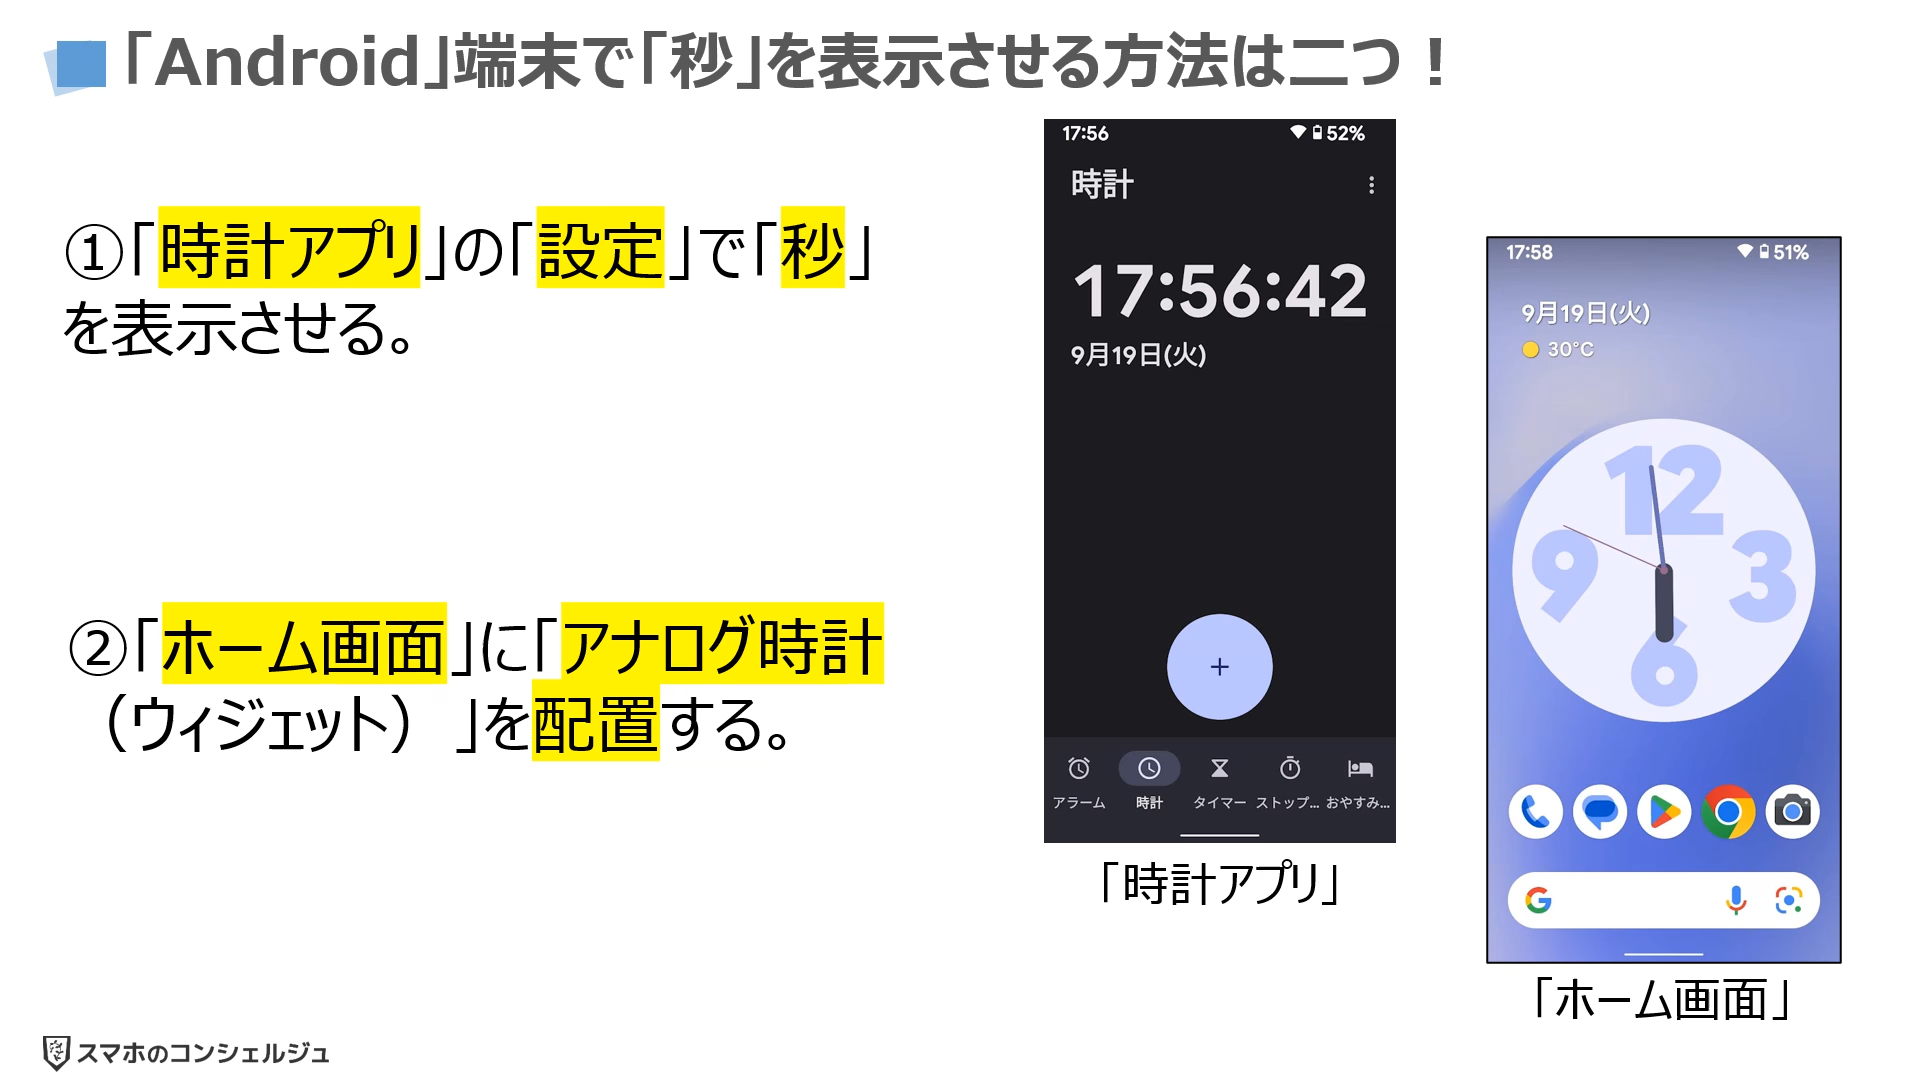 「Android」端末で「秒」を表示させる方法は二つ！
①「時計アプリ」の「設定」で「秒」
を表示させる。
②「ホーム画面」に「アナログ時計
（ウィジェット）」を配置する。
17:56
52%
時計
17:56:42
9月19日(火)
+
アラーム
時計
タイマー
ストップ...
おやすみ...
「時計アプリ」
17:58
51%
9月19日(火)
30°C
12
9
3
6
G
「ホーム画面」
スマホのコンシェルジュ